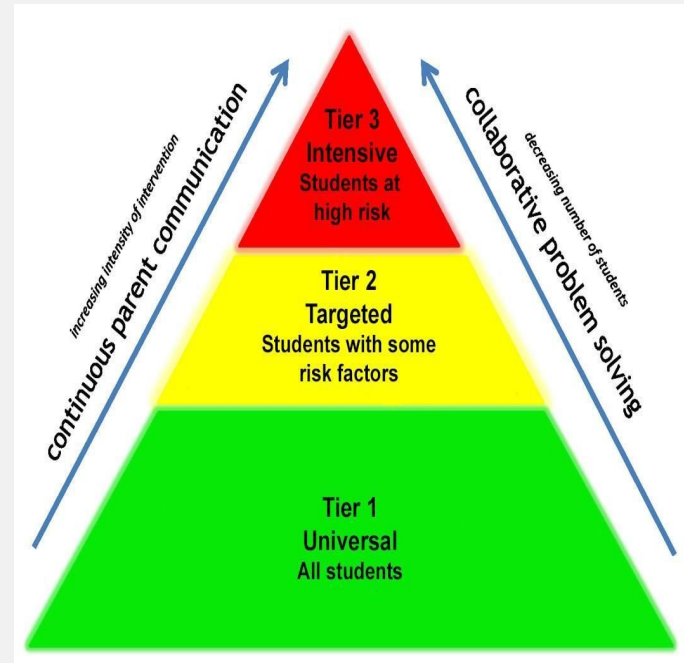 Tier 3
Intensive
Students at
high risk
increasing intensity of intervention
continuous parent communication
decreasing number of students
collaborative problem solving
Tier 2
Targeted
Students with some
risk factors
Tier 1
Universal
All students